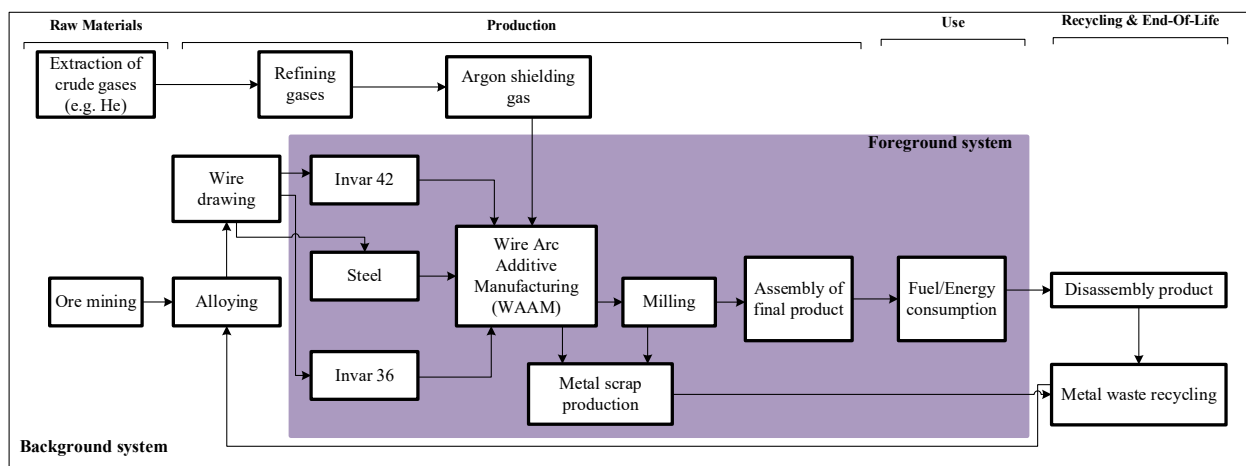 Raw Materials
Production
Use
Recycling & End-Of-Life
Extraction of
crude gases
(e.g. He)
Refining
gases
Argon shielding
gas
Foreground system
Wire
drawing
Invar 42
Steel
Invar 36
Ore mining
Alloying
Wire Arc
Additive
Manufacturing
(WAAM)
Milling
Assembly of
final product
Fuel/Energy
consumption
Disassembly product
Metal scrap
production
Metal waste recycling
Background system